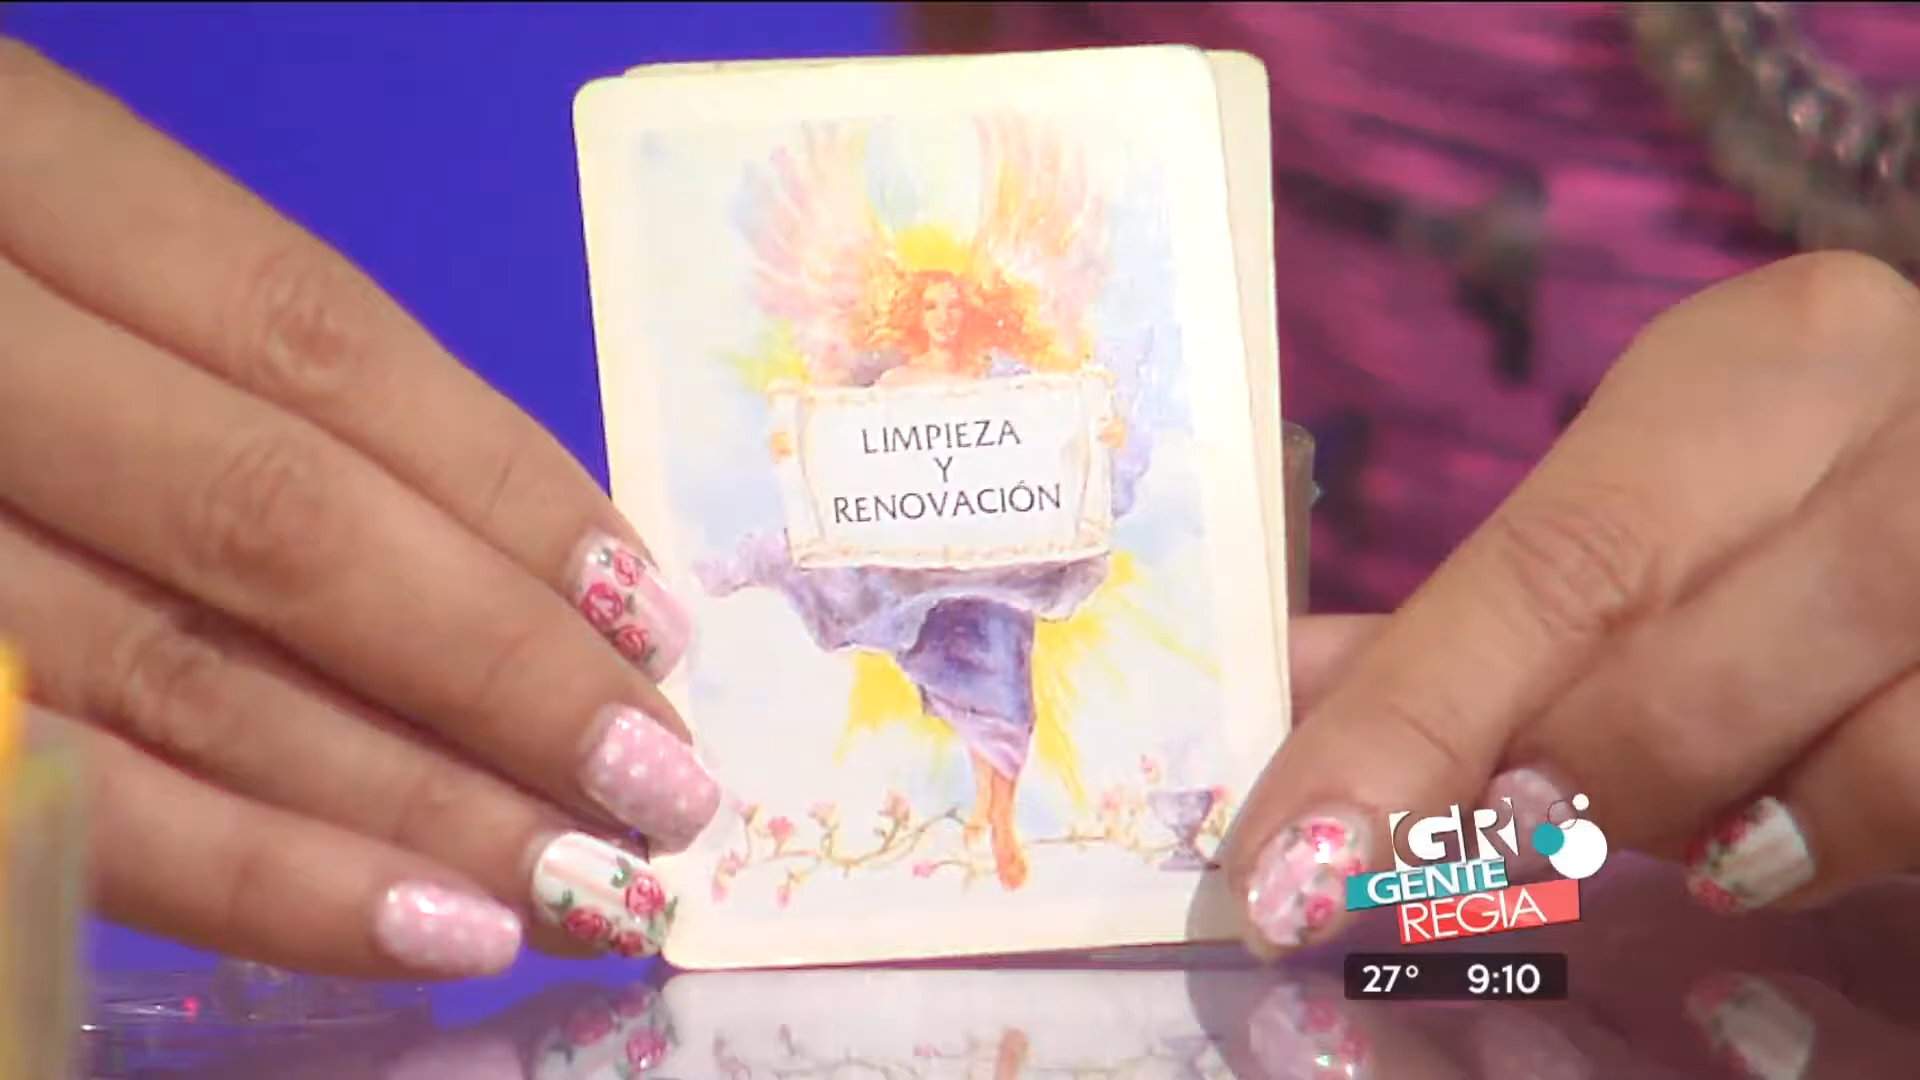 LIMPIEZA
Y
RENOVACIÓN
GR
GENTE
REGIA
27° 9:10